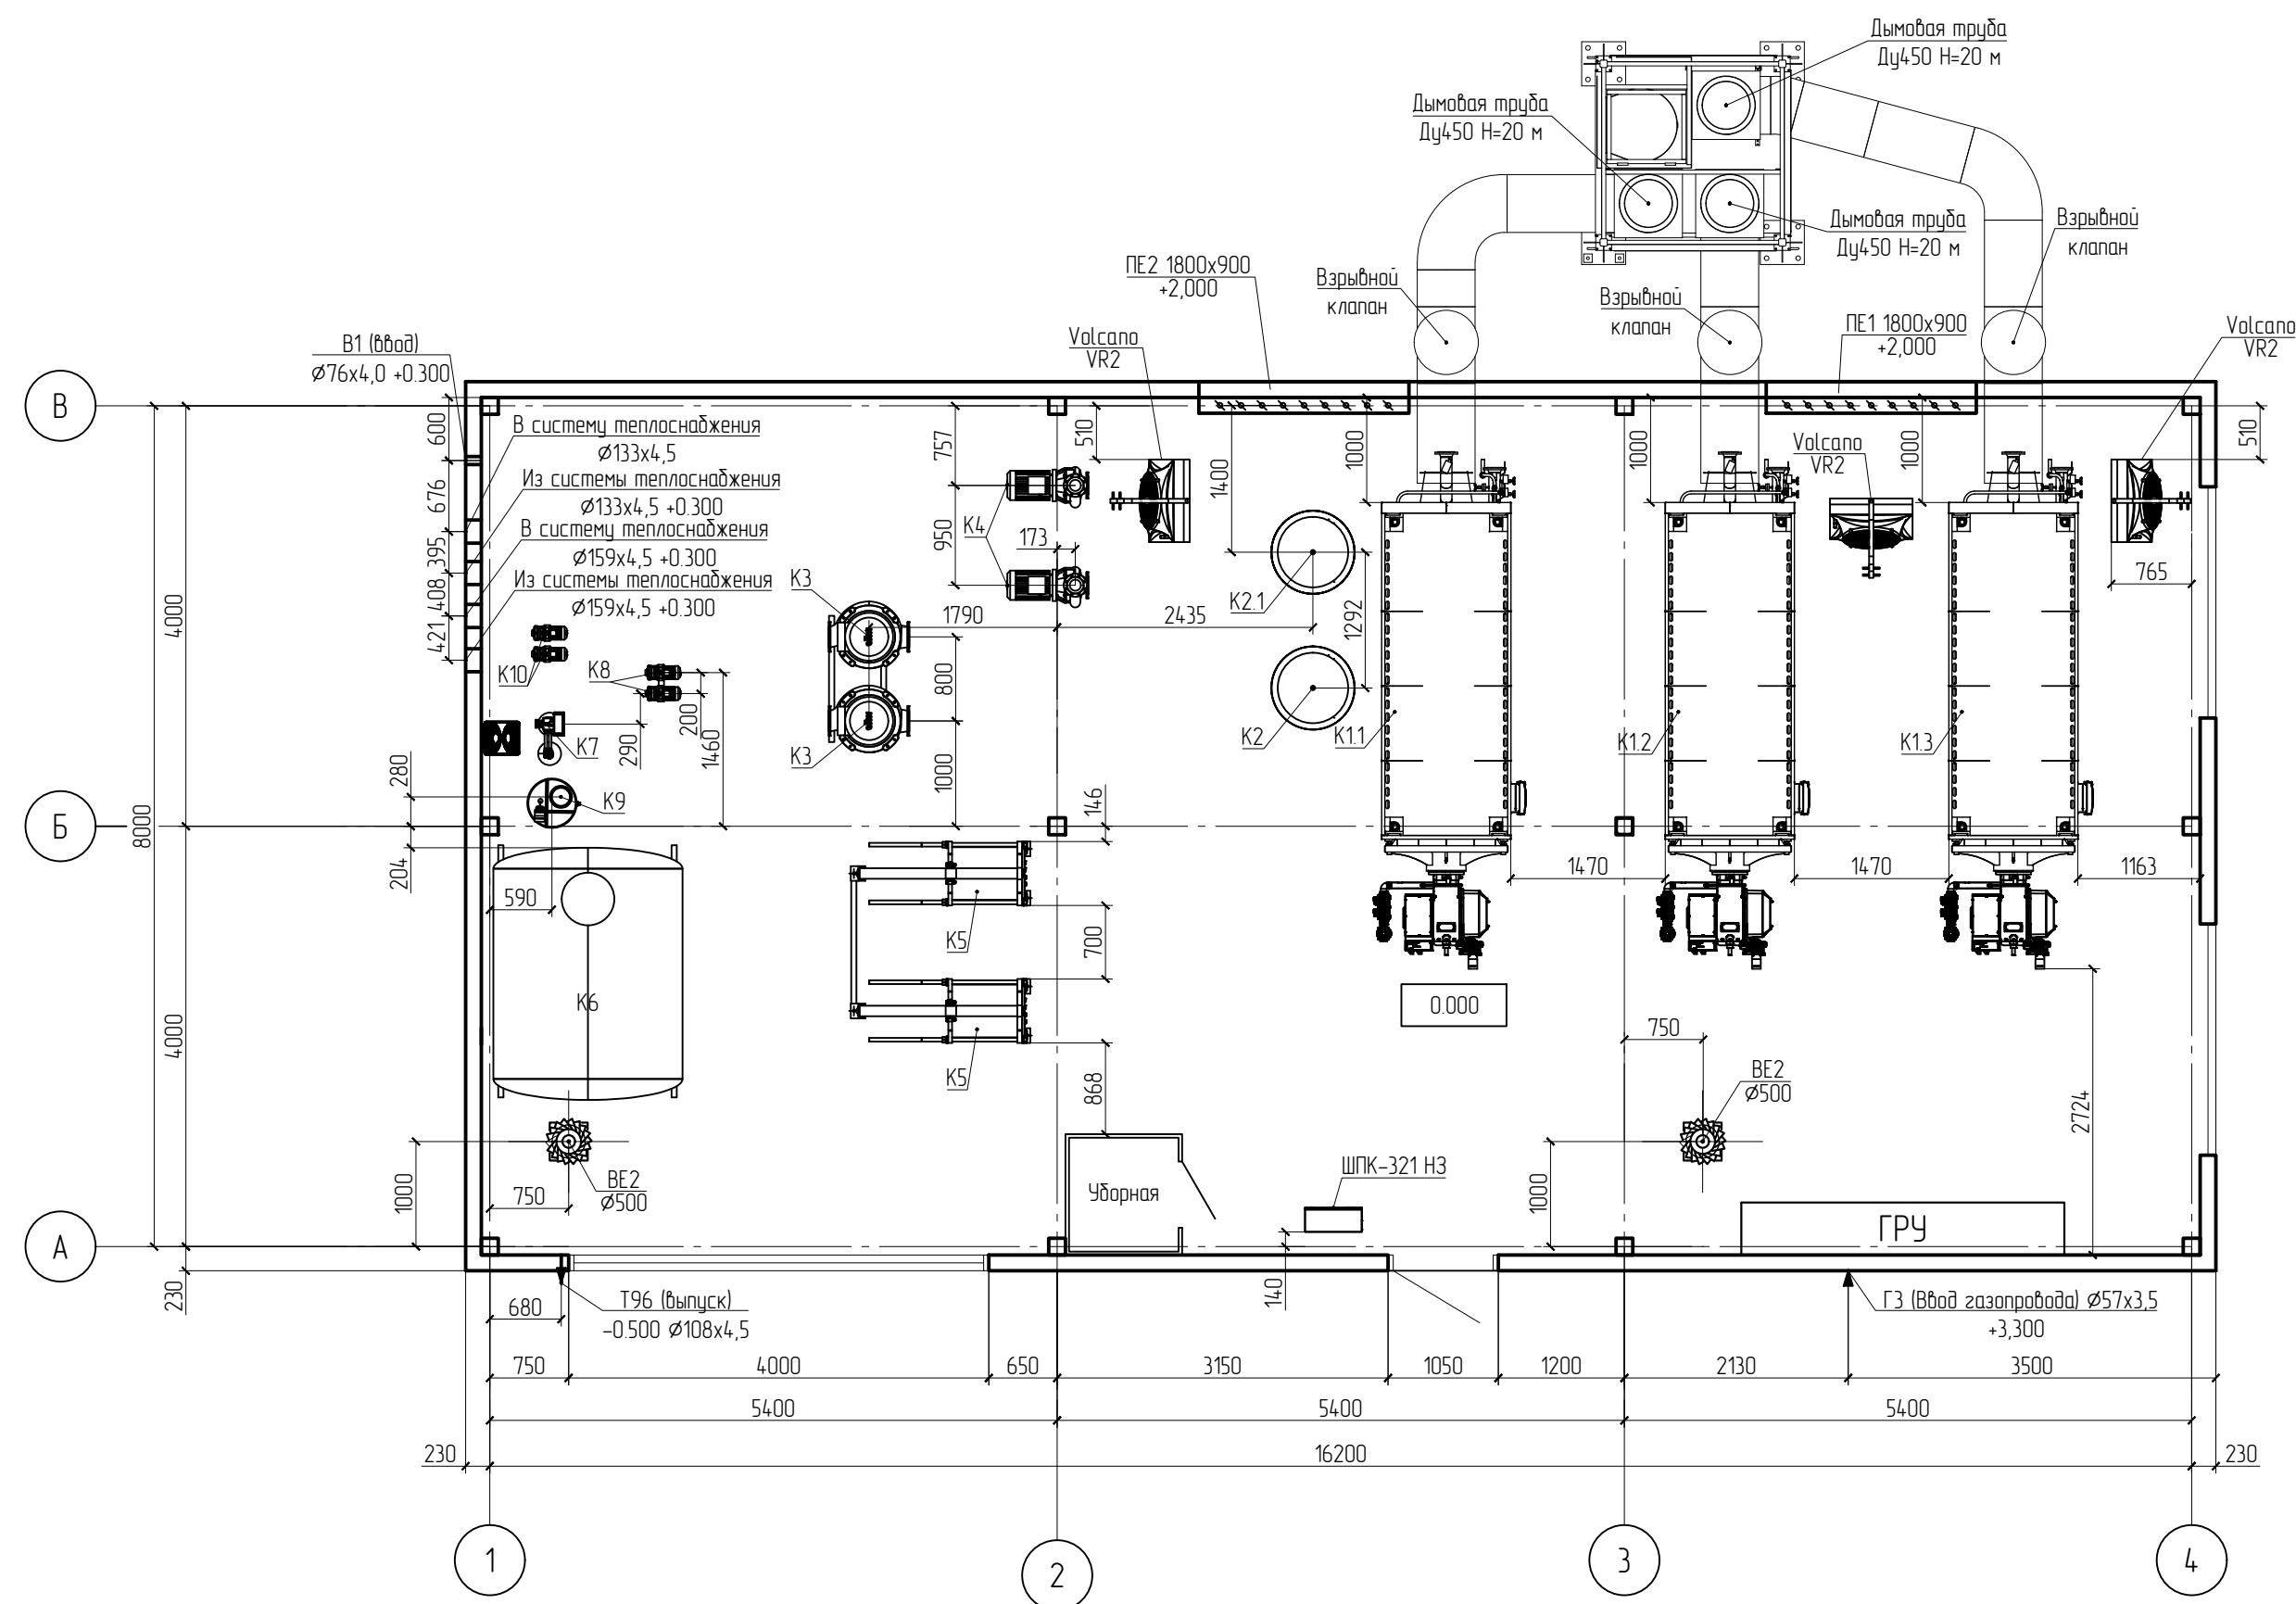 Дымовая труба
Ду450 Н=20 м
Дымовая труба
Ду450 Н=20 м
Дымовая труба
Ду450 Н=20 м
Взрывной
клапан
Взрывной
клапан
Взрывной
клапан
ПЕ2 1800х900
+2,000
ПЕ1 1800х900
+2,000
Volcano
VR2
Volcano
VR2
Volcano
VR2
В1 (ввод)
Ø76х4,0 +0.300
В систему теплоснабжения
Ø133х4,5
Из системы теплоснабжения
Ø133х4,5 +0.300
В систему теплоснабжения
Ø159х4,5 +0.300
Из системы теплоснабжения
Ø159х4,5 +0.300
В
Б
А
600
676
395
408
421
4000
8000
4000
230
280
204
590
1000
750
680
757
950
173
510
1400
1000
1000
1000
510
765
1790
2435
1292
800
1000
200
290
1460
146
700
868
1470
1470
1163
2724
750
1000
140
К4
К3
К3
К10
К8
К7
К9
К6
К5
К5
К2.1
К2
К1.1
К1.2
К1.3
0.000
ВЕ2
Ø500
ВЕ2
Ø500
Уборная
ШПК-321 НЗ
ГРУ
Т96 (выпуск)
-0.500 Ø108х4,5
Г3 (Ввод газопровода) Ø57х3,5
+3,300
750
4000
650
3150
1050
1200
2130
3500
5400
5400
5400
230
16200
230
1
2
3
4